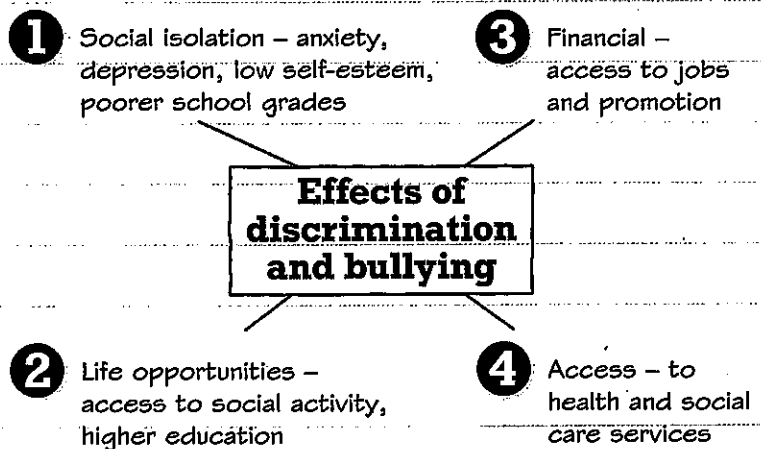 1 Social isolation – anxiety,
depression, low self-esteem,
poorer school grades
3 Financial –
access to jobs
and promotion
Effects of
discrimination
and bullying
2 Life opportunities –
access to social activity,
higher education
4 Access – to
health and social
care services